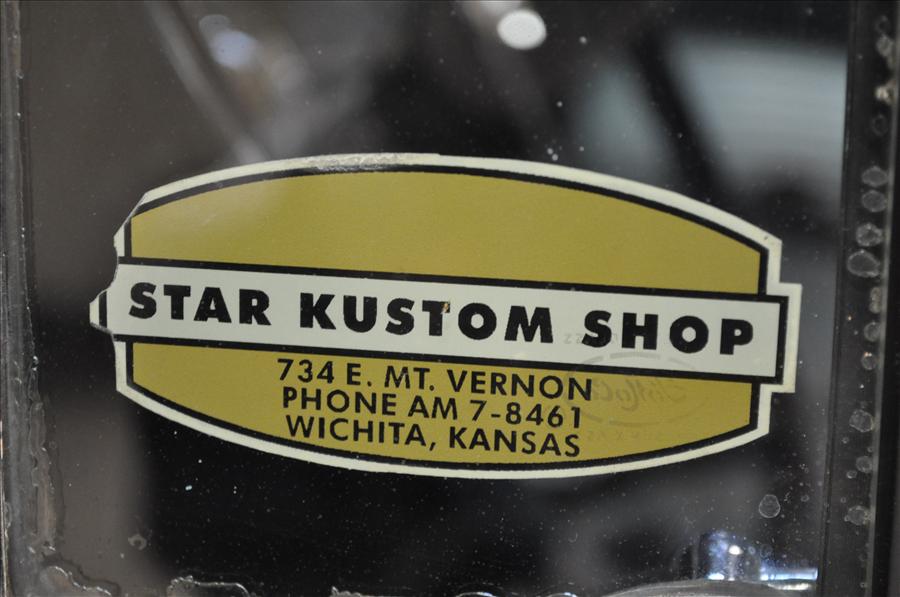 STAR KUSTOM SHOP
734 E. MT. VERNON
PHONE AM 7-8461
WICHITA, KANSAS